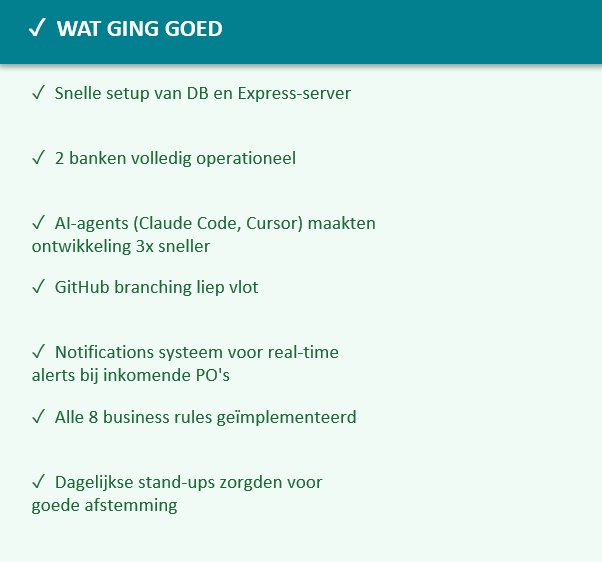 ✓ WAT GING GOED
✓ Snelle setup van DB en Express-server
✓ 2 banken volledig operationeel
✓ AI-agents (Claude Code, Cursor) maakten
ontwikkeling 3x sneller
✓ GitHub branching liep vlot
✓ Notifications systeem voor real-time
alerts bij inkomende PO's
✓ Alle 8 business rules geïmplementeerd
✓ Dagelijkse stand-ups zorgden voor
goede afstemming